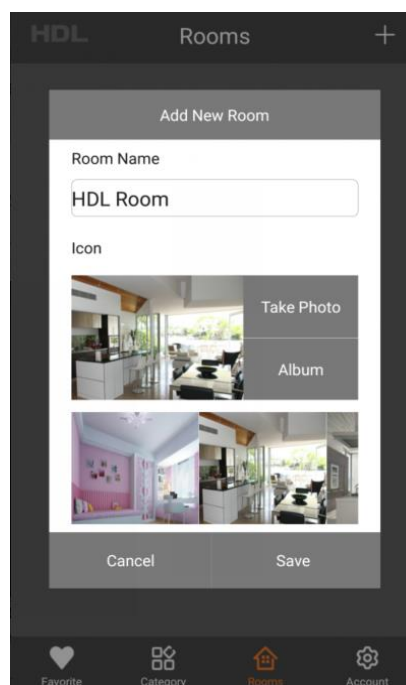 HDL Rooms
Add New Room
Room Name
HDL Room
Icon
Take Photo
Album
Cancel Save
Favorite Category Rooms Account